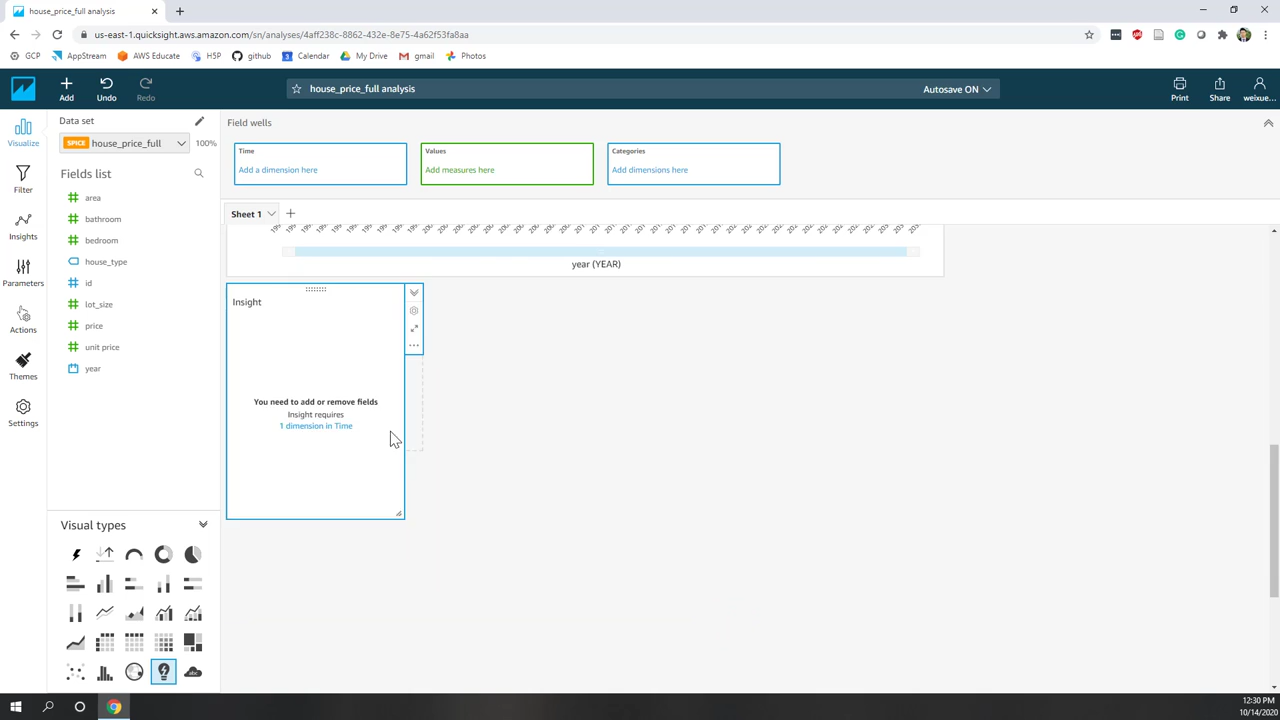 house_price_full analysis
us-east-1.quicksight.aws.amazon.com/sn/analyses/4aff238c-8862-432e-8e75-4a62f53fa8aa
GCP
AppStream
AWS Educate
H5P
github
Calendar
My Drive
gmail
Photos
Add
Undo
Redo
house_price_full analysis
Autosave ON
Print
Share
weixue...
Visualize
Filter
Insights
Parameters
Actions
Themes
Settings
Data set
SPICE house_price_full
100%
Fields list
area
bathroom
bedroom
house_type
id
lot_size
price
unit price
year
Visual types
abc
Field wells
Time
Add a dimension here
Values
Add measures here
Categories
Add dimensions here
Sheet 1
year (YEAR)
Insight
You need to add or remove fields
Insight requires
1 dimension in Time
12:30 PM
10/14/2020